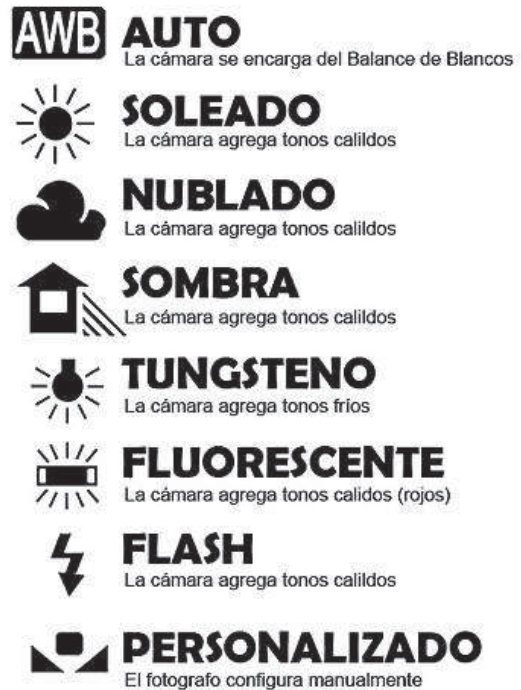 AWB AUTO
La cámara se encarga del Balance de Blancos
SOLEADO
La cámara agrega tonos calildos
NUBLADO
La cámara agrega tonos calildos
SOMBRA
La cámara agrega tonos calildos
TUNGSTENO
La cámara agrega tonos fríos
FLUORESCENTE
La cámara agrega tonos calidos (rojos)
FLASH
La cámara agrega tonos calildos
PERSONALIZADO
El fotografo configura manualmente